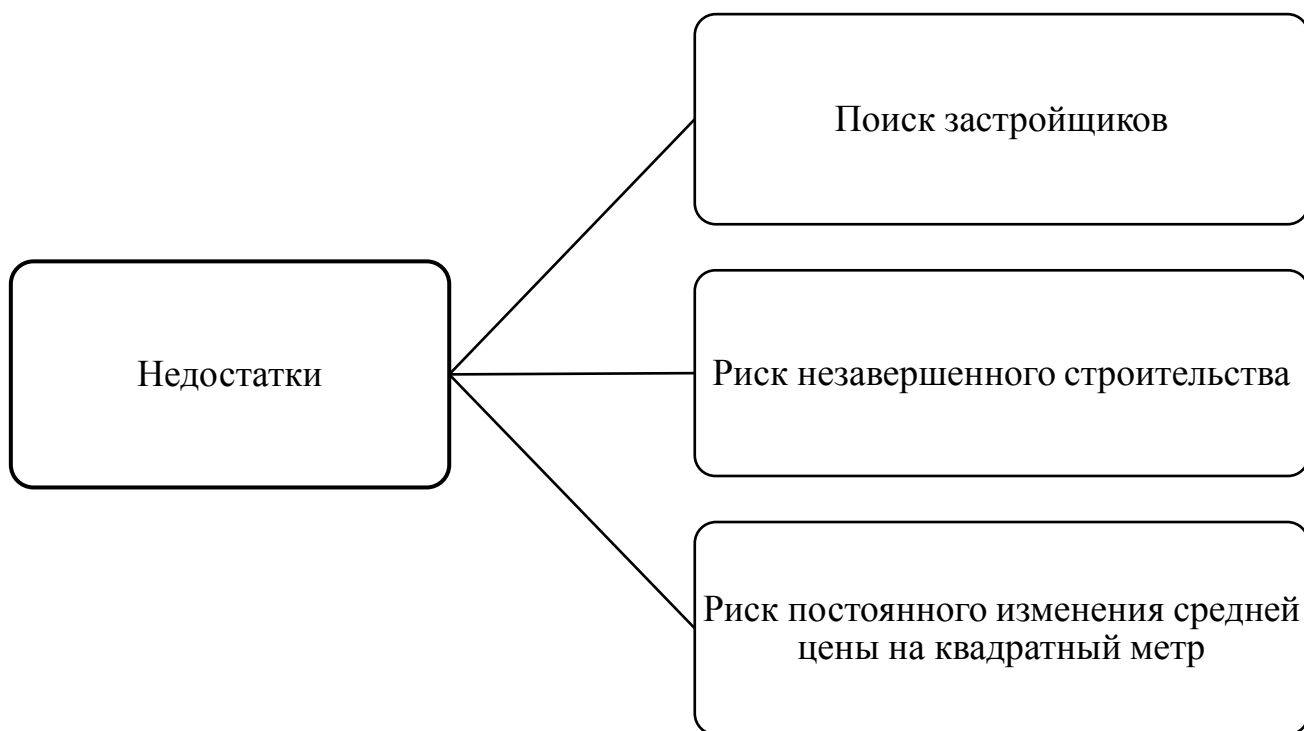 Поиск застройщиков
Недостатки
Риск незавершенного строительства
Риск постоянного изменения средней
цены на квадратный метр